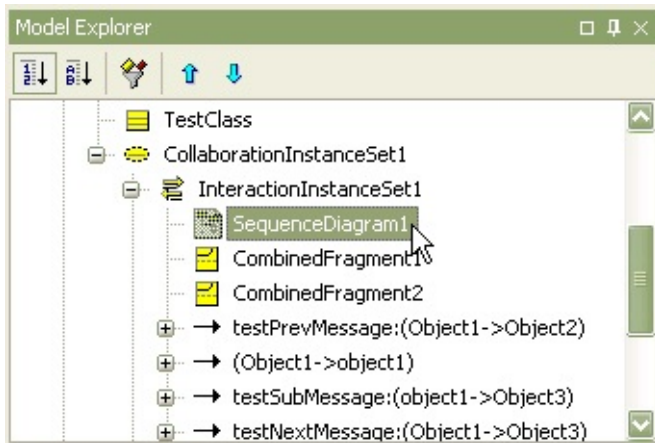 Model Explorer
TestClass
CollaborationInstanceSet1
InteractionInstanceSet1
SequenceDiagram1
CombinedFragment1
CombinedFragment2
testPrevMessage:(Object1->Object2)
(Object1->object1)
testSubMessage:(object1->Object3)
testNextMessage:(Object1->Object3)